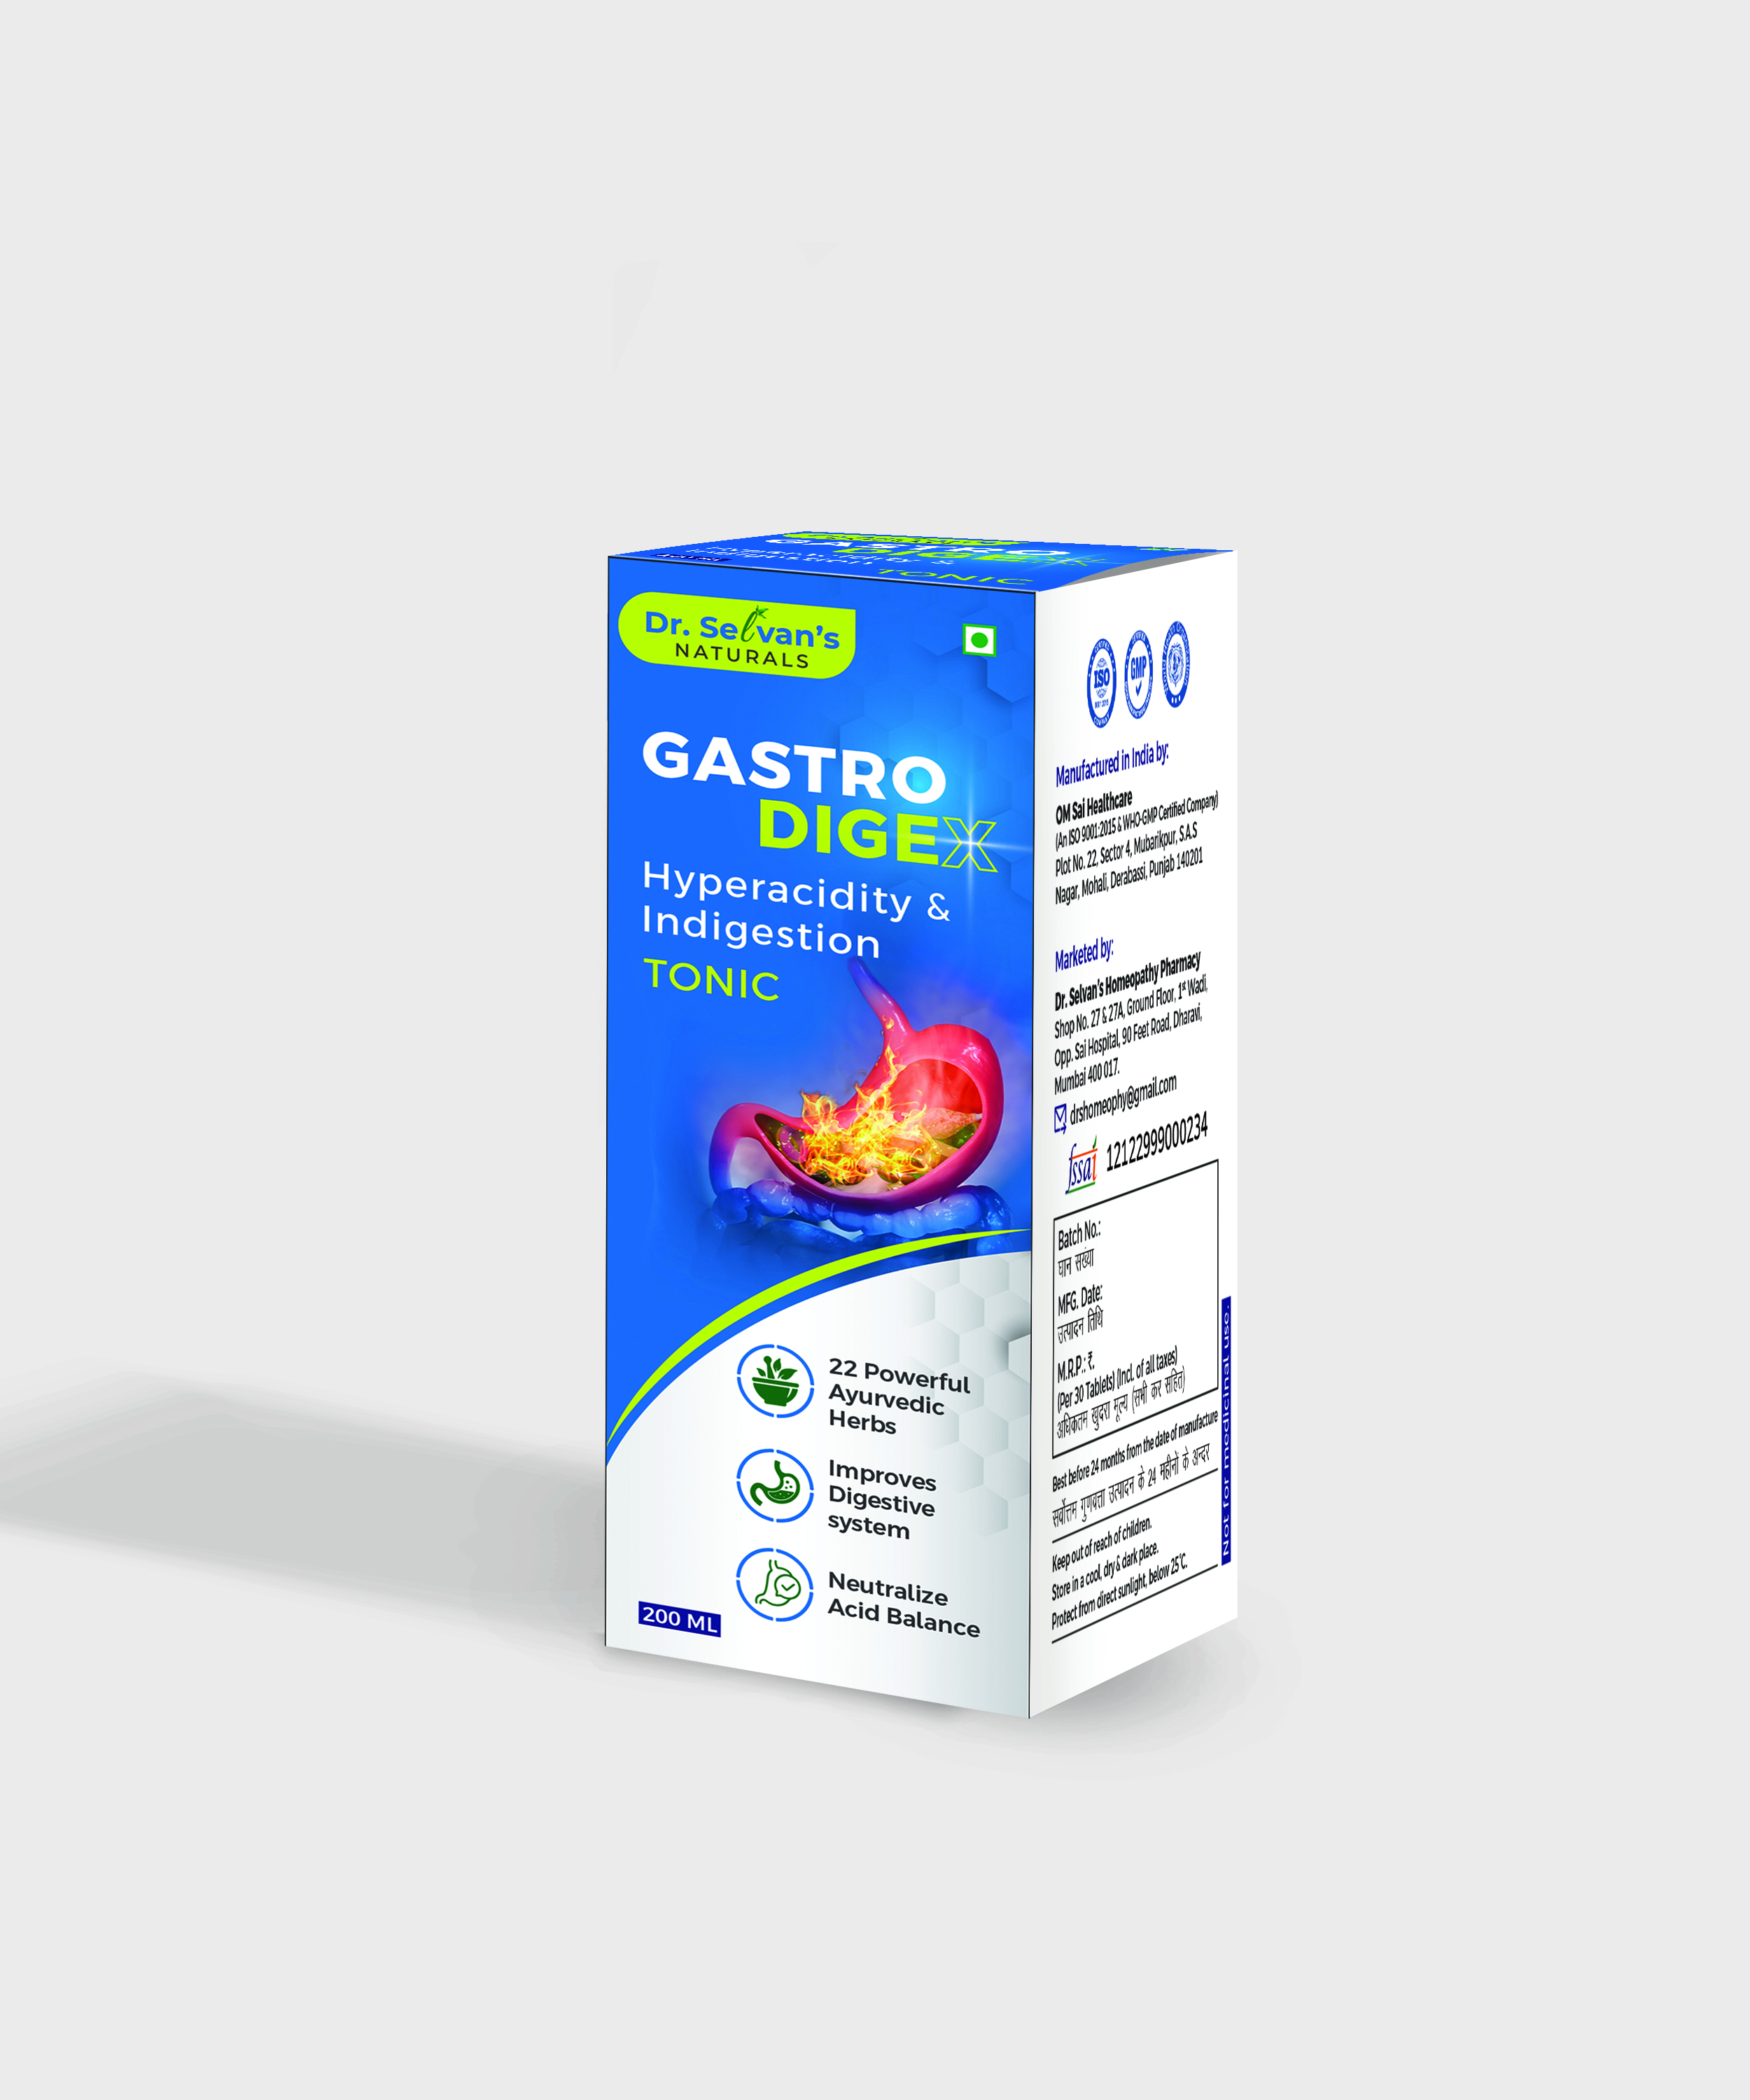 GASTRO
DIGEX
Hyperacidity &
Indigestion
TONIC
Dr. Selvan's
NATURALS
GASTRO
DIGEX
Hyperacidity &
Indigestion
TONIC
22 Powerful
Ayurvedic
Herbs
Improves
Digestive
system
Neutralize
Acid Balance
200 ML
ISO
GMP
Manufactured in India by:
OM Sai Healthcare
(An ISO 9001:2015 & WHO-GMP Certified Company)
Plot No. 22, Sector 4, Mubarikpur, S.A.S
Nagar, Mohali, Derabassi, Punjab 140201
Marketed by:
Dr. Selvan's Homeopathy Pharmacy
Shop No. 27 & 27A, Ground Floor, 1st Wadi,
Opp. Sai Hospital, 90 Feet Road, Dharavi,
Mumbai 400 017.
drshomeophy@gmail.com
fssai 12122999000234
Batch No.:
घान संख्या
MFG. Date:
उत्पादन तिथि
M.R.P.: ₹.
(Per 30 Tablets) (Incl. of all taxes)
अधिकतम खुदरा मूल्य (सभी कर सहित)
Best before 24 months from the date of manufacture
सर्वोत्तम गुणवत्ता उत्पादन के 24 महीनों के अन्दर
Keep out of reach of children.
Store in a cool, dry & dark place.
Protect from direct sunlight, below 25°C.
Not for medicinal use.